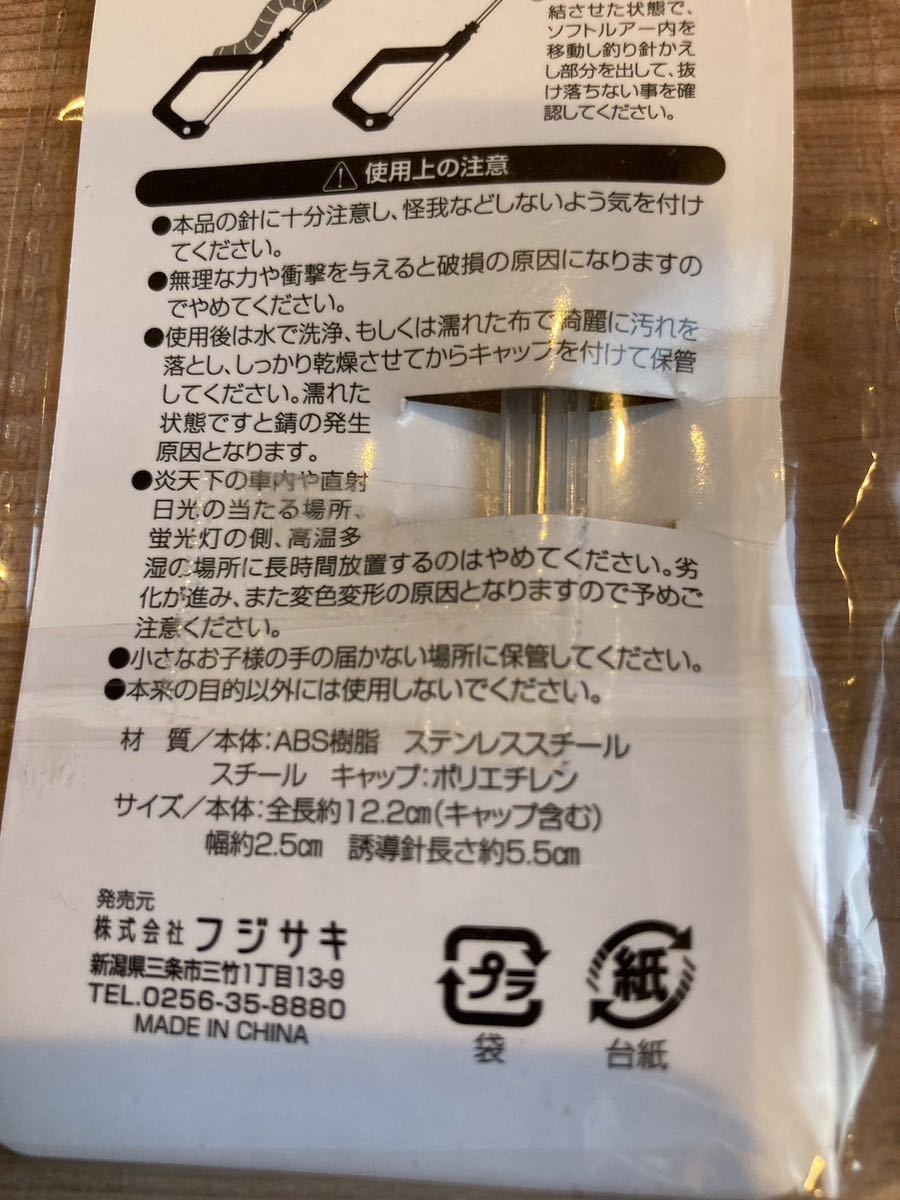 結させた状態で、
ソフトルアー内を
移動し釣り針かえ
し部分を出して、抜
け落ちない事を確
認してください。
使用上の注意
●本品の針に十分注意し、怪我などしないよう気を付け
てください。
●無理な力や衝撃を与えると破損の原因になりますの
でやめてください。
●使用後は水で洗浄、もしくは濡れた布で綺麗に汚れを
落とし、しっかり乾燥させてからキャップを付けて保管
してください。濡れた
状態ですと錆の発生
原因となります。
●炎天下の車内や直射
日光の当たる場所、
蛍光灯の側、高温多
湿の場所に長時間放置するのはやめてください。劣
化が進み、また変色変形の原因となりますので予めご
注意ください。
●小さなお子様の手の届かない場所に保管してください。
●本来の目的以外には使用しないでください。
材 質/本体:ABS樹脂 ステンレススチール
スチール キャップ:ポリエチレン
サイズ/本体:全長約12.2cm(キャップ含む)
幅約2.5cm 誘導針長さ約5.5cm
発売元
株式会社フジサキ
新潟県三条市三竹1丁目13-9
TEL.0256-35-8880
MADE IN CHINA
プラ
袋
紙
台紙